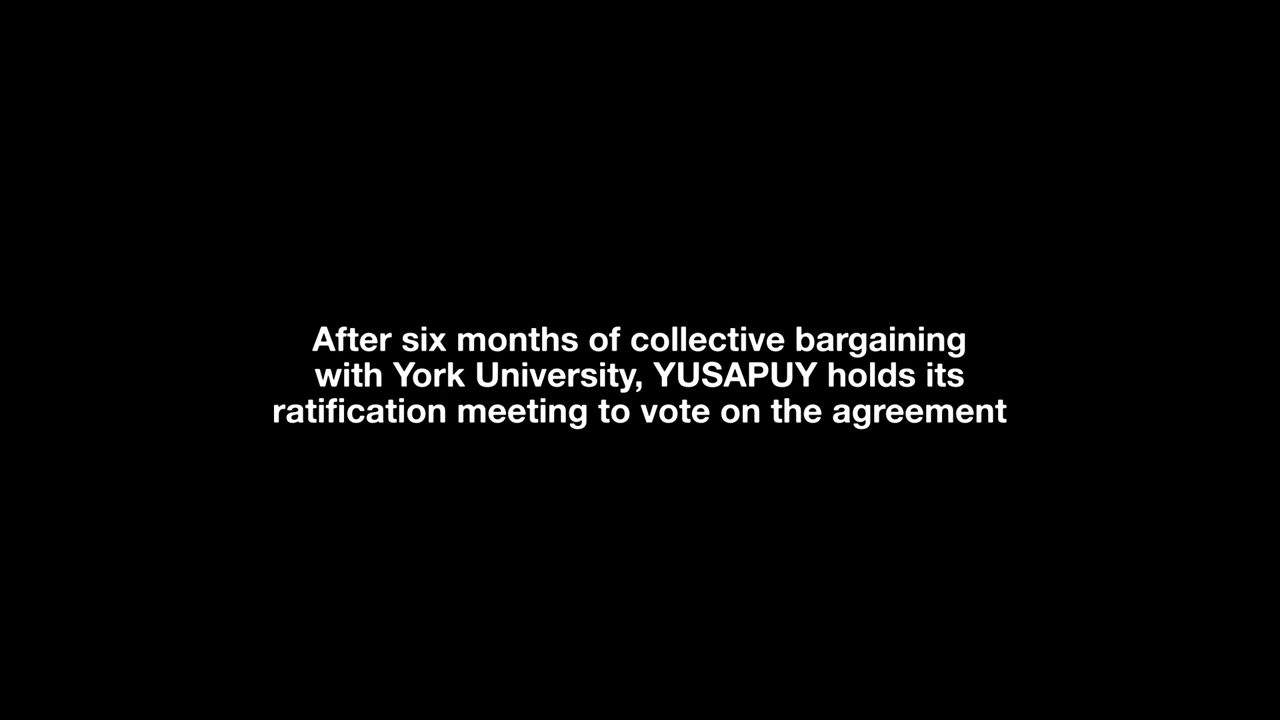 After six months of collective bargaining
with York University, YUSAPUY holds its
ratification meeting to vote on the agreement